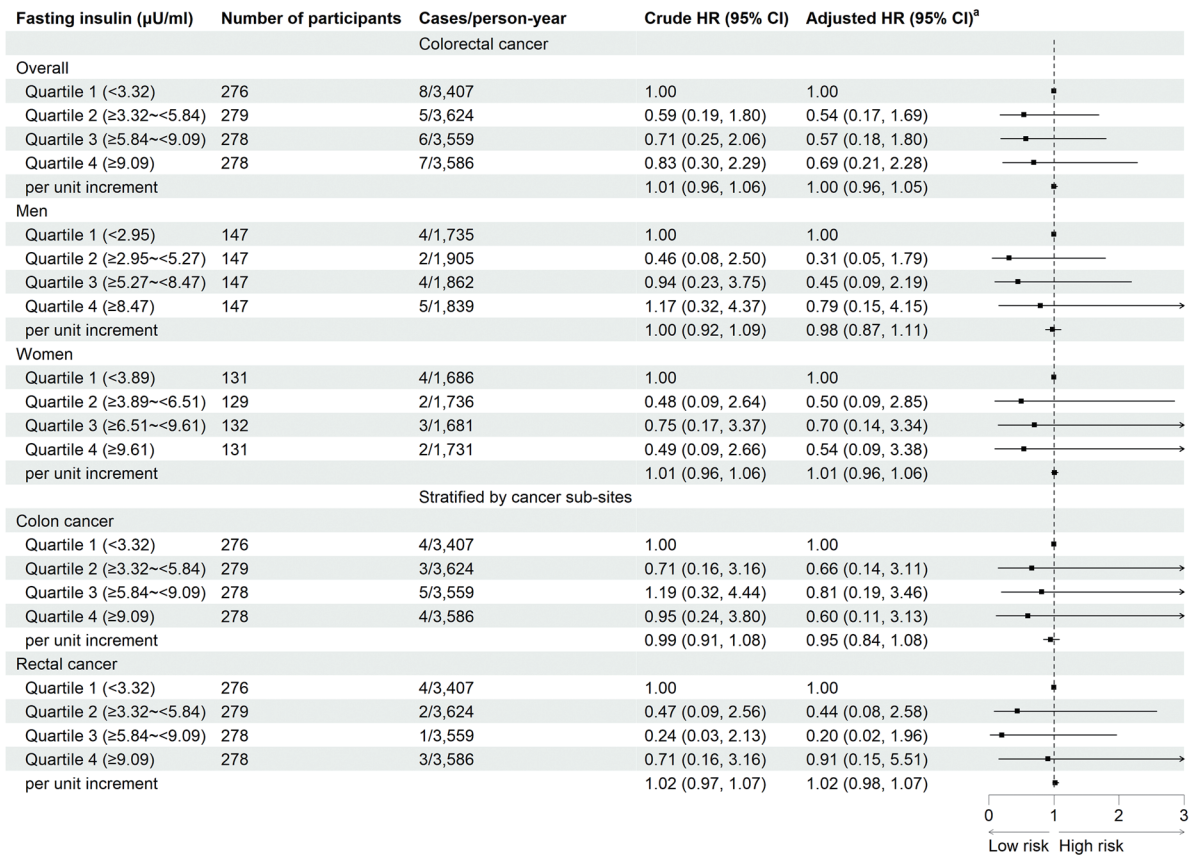 Fasting insulin (μU/ml) Number of participants Cases/person-year Crude HR (95% CI) Adjusted HR (95% CI)a
Colorectal cancer
Overall
Quartile 1 (<3.32) 276 8/3,407 1.00 1.00
Quartile 2 (≥3.32~<5.84) 279 5/3,624 0.59 (0.19, 1.80) 0.54 (0.17, 1.69)
Quartile 3 (≥5.84~<9.09) 278 6/3,559 0.71 (0.25, 2.06) 0.57 (0.18, 1.80)
Quartile 4 (≥9.09) 278 7/3,586 0.83 (0.30, 2.29) 0.69 (0.21, 2.28)
per unit increment 1.01 (0.96, 1.06) 1.00 (0.96, 1.05)
Men
Quartile 1 (<2.95) 147 4/1,735 1.00 1.00
Quartile 2 (≥2.95~<5.27) 147 2/1,905 0.46 (0.08, 2.50) 0.31 (0.05, 1.79)
Quartile 3 (≥5.27~<8.47) 147 4/1,862 0.94 (0.23, 3.75) 0.45 (0.09, 2.19)
Quartile 4 (≥8.47) 147 5/1,839 1.17 (0.32, 4.37) 0.79 (0.15, 4.15)
per unit increment 1.00 (0.92, 1.09) 0.98 (0.87, 1.11)
Women
Quartile 1 (<3.89) 131 4/1,686 1.00 1.00
Quartile 2 (≥3.89~<6.51) 129 2/1,736 0.48 (0.09, 2.64) 0.50 (0.09, 2.85)
Quartile 3 (≥6.51~<9.61) 132 3/1,681 0.75 (0.17, 3.37) 0.70 (0.14, 3.34)
Quartile 4 (≥9.61) 131 2/1,731 0.49 (0.09, 2.66) 0.54 (0.09, 3.38)
per unit increment 1.01 (0.96, 1.06) 1.01 (0.96, 1.06)
Stratified by cancer sub-sites
Colon cancer
Quartile 1 (<3.32) 276 4/3,407 1.00 1.00
Quartile 2 (≥3.32~<5.84) 279 3/3,624 0.71 (0.16, 3.16) 0.66 (0.14, 3.11)
Quartile 3 (≥5.84~<9.09) 278 5/3,559 1.19 (0.32, 4.44) 0.81 (0.19, 3.46)
Quartile 4 (≥9.09) 278 4/3,586 0.95 (0.24, 3.80) 0.60 (0.11, 3.13)
per unit increment 0.99 (0.91, 1.08) 0.95 (0.84, 1.08)
Rectal cancer
Quartile 1 (<3.32) 276 4/3,407 1.00 1.00
Quartile 2 (≥3.32~<5.84) 279 2/3,624 0.47 (0.09, 2.56) 0.44 (0.08, 2.58)
Quartile 3 (≥5.84~<9.09) 278 1/3,559 0.24 (0.03, 2.13) 0.20 (0.02, 1.96)
Quartile 4 (≥9.09) 278 3/3,586 0.71 (0.16, 3.16) 0.91 (0.15, 5.51)
per unit increment 1.02 (0.97, 1.07) 1.02 (0.98, 1.07)
0 1 2 3
Low risk High risk